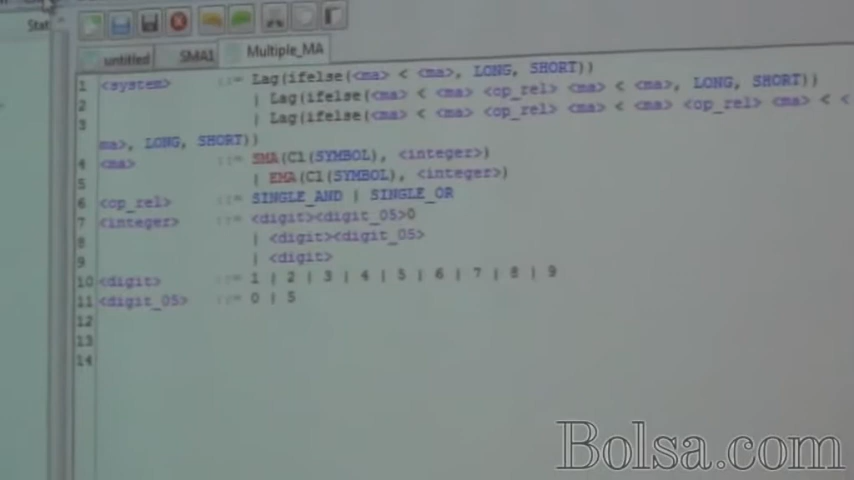 Stat
untitled SMA1 Multiple_MA
1 <system> ::= Lag(ifelse(<ma> < <ma>, LONG, SHORT))
2 | Lag(ifelse(<ma> < <ma> <op_rel> <ma> < <ma>, LONG, SHORT))
3 | Lag(ifelse(<ma> < <ma> <op_rel> <ma> < <ma> <op_rel> <ma> < <
ma>, LONG, SHORT))
4 <ma> ::= SMA(Cl(SYMBOL), <integer>)
5 | EMA(Cl(SYMBOL), <integer>)
6 <op_rel> ::= SINGLE_AND | SINGLE_OR
7 <integer> ::= <digit><digit_05>0
8 | <digit><digit_05>
9 | <digit>
10 <digit> ::= 1 | 2 | 3 | 4 | 5 | 6 | 7 | 8 | 9
11 <digit_05> ::= 0 | 5
12
13
14
Bolsa.com